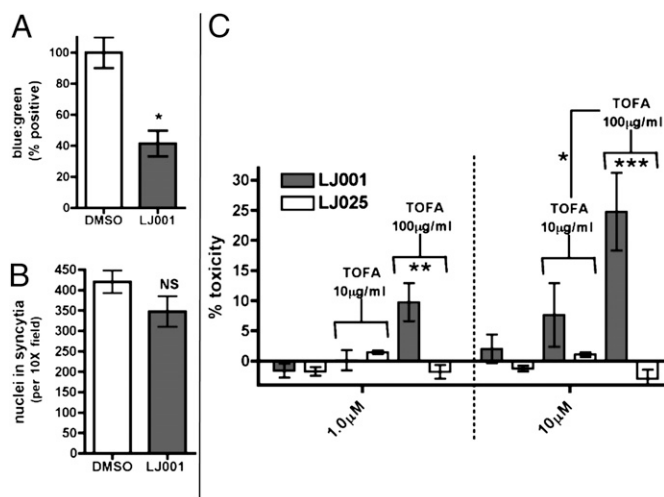 A
blue:green
(% positive)
100
80
60
40
20
0
*
DMSO
LJ001
B
nuclei in syncytia
(per 10X field)
450
400
350
300
250
200
150
100
50
0
NS
DMSO
LJ001
C
% toxicity
30
25
20
15
10
5
0
LJ001
LJ025
TOFA
10µg/ml
TOFA
100µg/ml
**
TOFA
10µg/ml
*
TOFA
100µg/ml
***
1.0µM
10µM